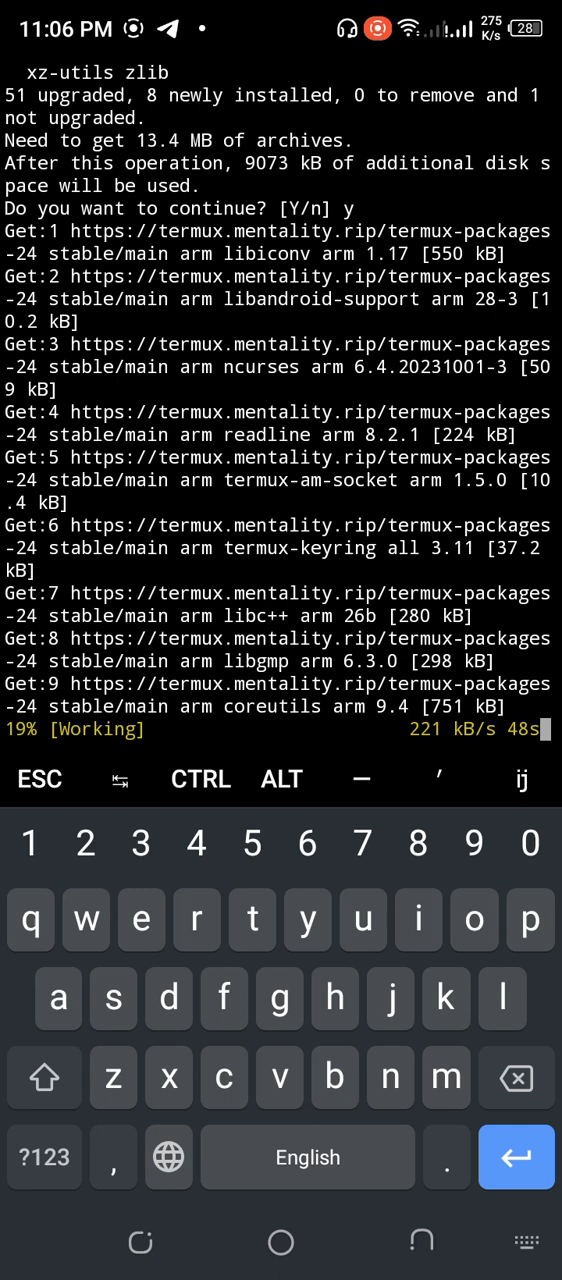 11:06 PM
275
K/s
28
xz-utils zlib
51 upgraded, 8 newly installed, 0 to remove and 1
not upgraded.
Need to get 13.4 MB of archives.
After this operation, 9073 kB of additional disk s
pace will be used.
Do you want to continue? [Y/n] y
Get:1 https://termux.mentality.rip/termux-packages
-24 stable/main arm libiconv arm 1.17 [550 kB]
Get:2 https://termux.mentality.rip/termux-packages
-24 stable/main arm libandroid-support arm 28-3 [1
0.2 kB]
Get:3 https://termux.mentality.rip/termux-packages
-24 stable/main arm ncurses arm 6.4.20231001-3 [50
9 kB]
Get:4 https://termux.mentality.rip/termux-packages
-24 stable/main arm readline arm 8.2.1 [224 kB]
Get:5 https://termux.mentality.rip/termux-packages
-24 stable/main arm termux-am-socket arm 1.5.0 [10
.4 kB]
Get:6 https://termux.mentality.rip/termux-packages
-24 stable/main arm termux-keyring all 3.11 [37.2
kB]
Get:7 https://termux.mentality.rip/termux-packages
-24 stable/main arm libc++ arm 26b [280 kB]
Get:8 https://termux.mentality.rip/termux-packages
-24 stable/main arm libgmp arm 6.3.0 [298 kB]
Get:9 https://termux.mentality.rip/termux-packages
-24 stable/main arm coreutils arm 9.4 [751 kB]
19% [Working] 221 kB/s 48s
ESC ↹ CTRL ALT — ′ ij
1 2 3 4 5 6 7 8 9 0
q w e r t y u i o p
a s d f g h j k l
z x c v b n m
?123 , English .